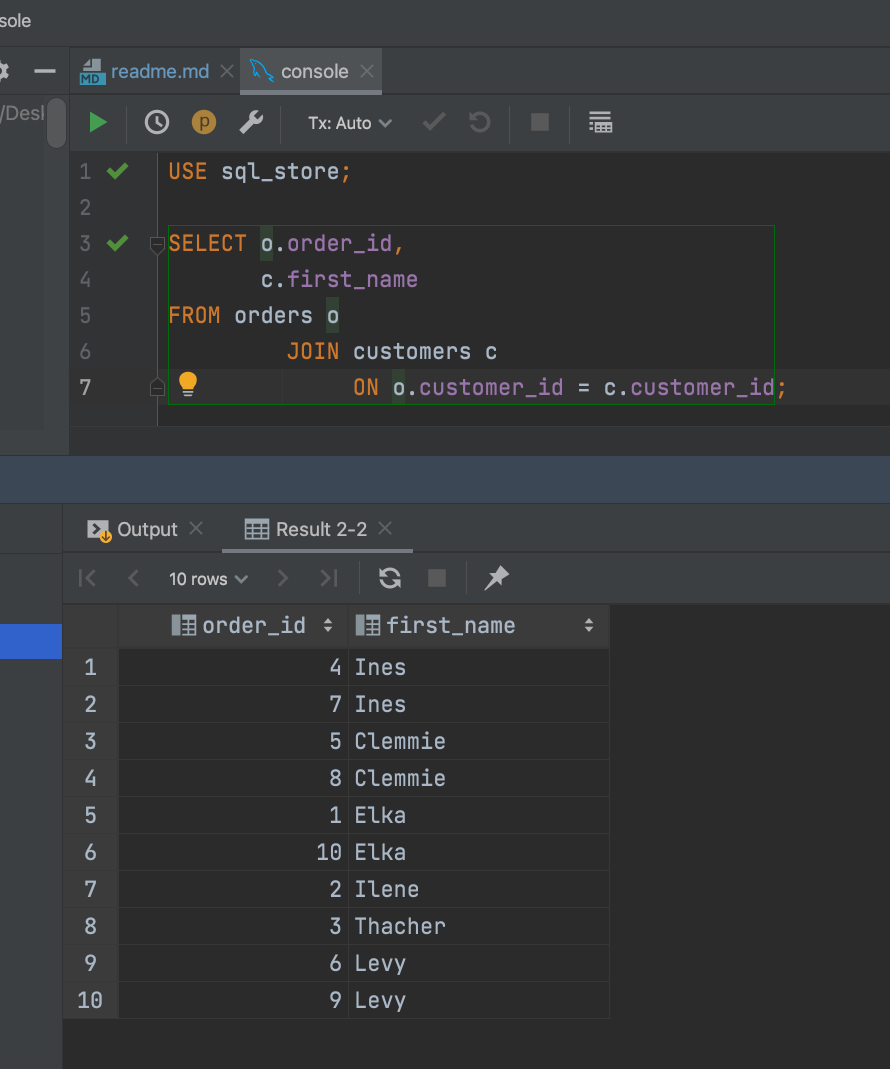 sole
readme.md console
/Desl
Tx: Auto
1 USE sql_store;
2
3 SELECT o.order_id,
4 c.first_name
5 FROM orders o
6 JOIN customers c
7 ON o.customer_id = c.customer_id;
Output Result 2-2
10 rows
order_id first_name
1 4 Ines
2 7 Ines
3 5 Clemmie
4 8 Clemmie
5 1 Elka
6 10 Elka
7 2 Ilene
8 3 Thacher
9 6 Levy
10 9 Levy